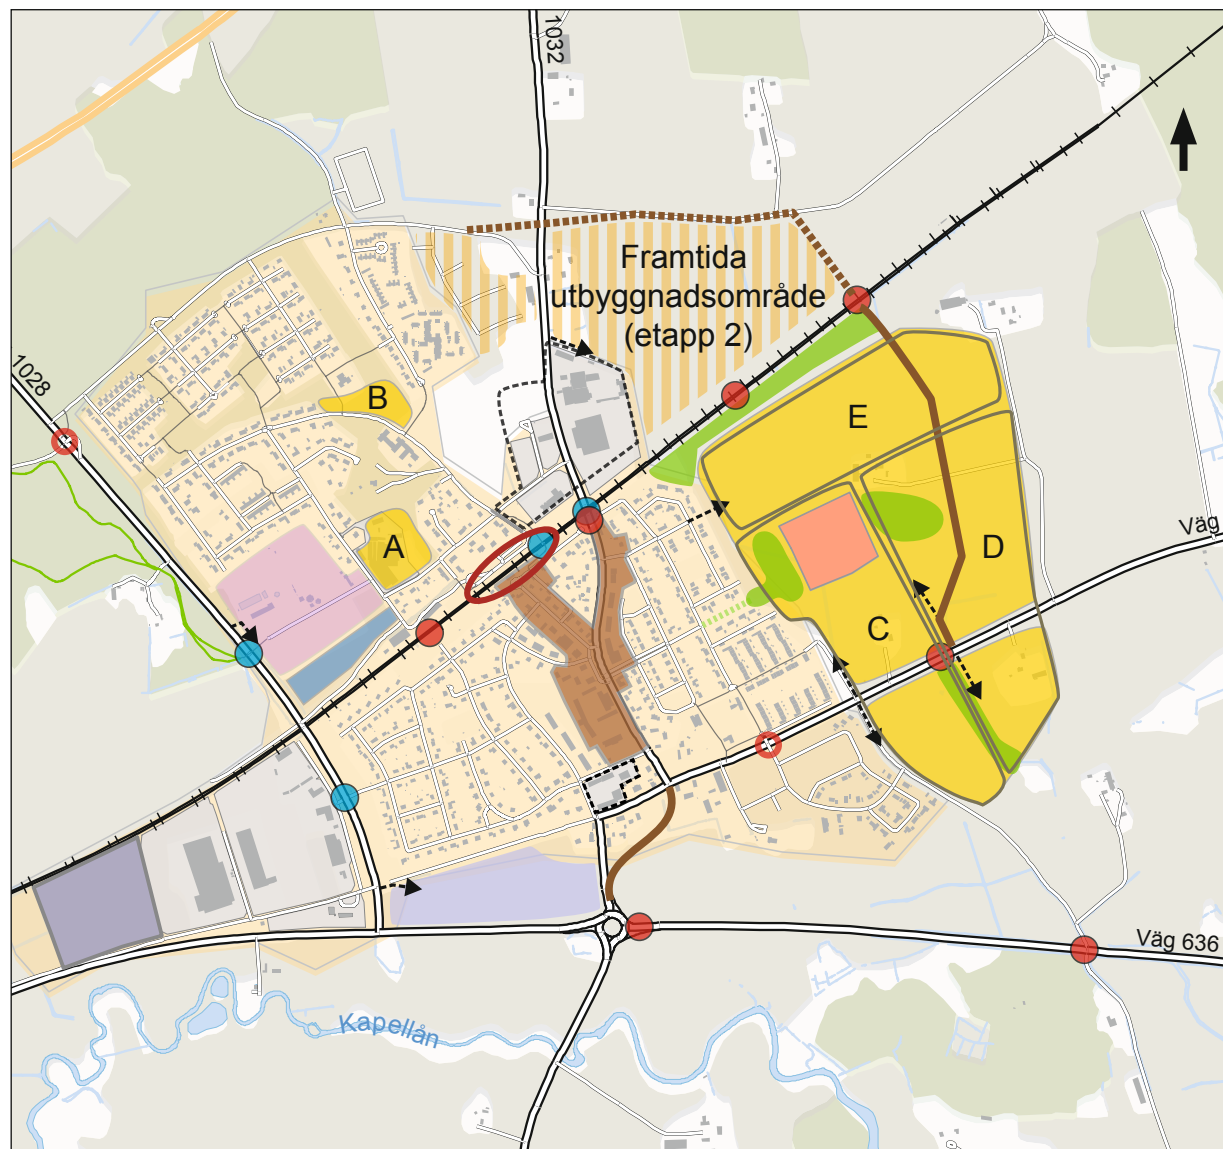 1032
Framtida
utbyggnadsområde
(etapp 2)
1028
B
E
A
D
Väg
C
Väg 636
Kapellån